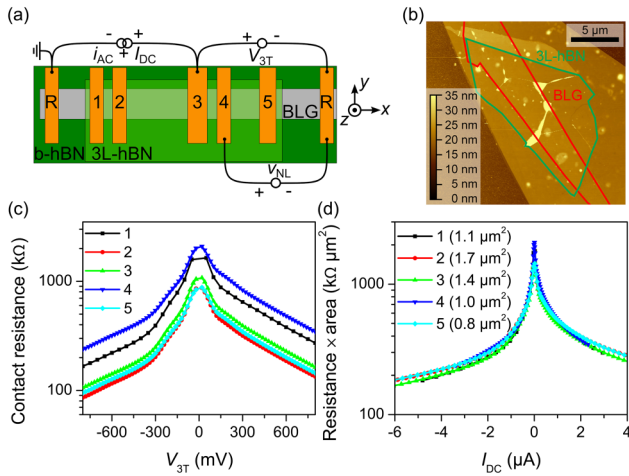 (a)
- + - +
i_AC + I_DC V_3T
R 1 2 3 4 5 R
BLG
b-hBN 3L-hBN
v_NL
+ -
y
z x
(b)
5 µm
3L-hBN
BLG
35 nm
30 nm
25 nm
20 nm
15 nm
10 nm
5 nm
0 nm
(c)
Contact resistance (kΩ)
1000
100
1
2
3
4
5
-600 -300 0 300 600
V_3T (mV)
(d)
Resistance × area (kΩ µm²)
1000
100
1 (1.1 µm²)
2 (1.7 µm²)
3 (1.4 µm²)
4 (1.0 µm²)
5 (0.8 µm²)
-6 -4 -2 0 2 4
I_DC (µA)